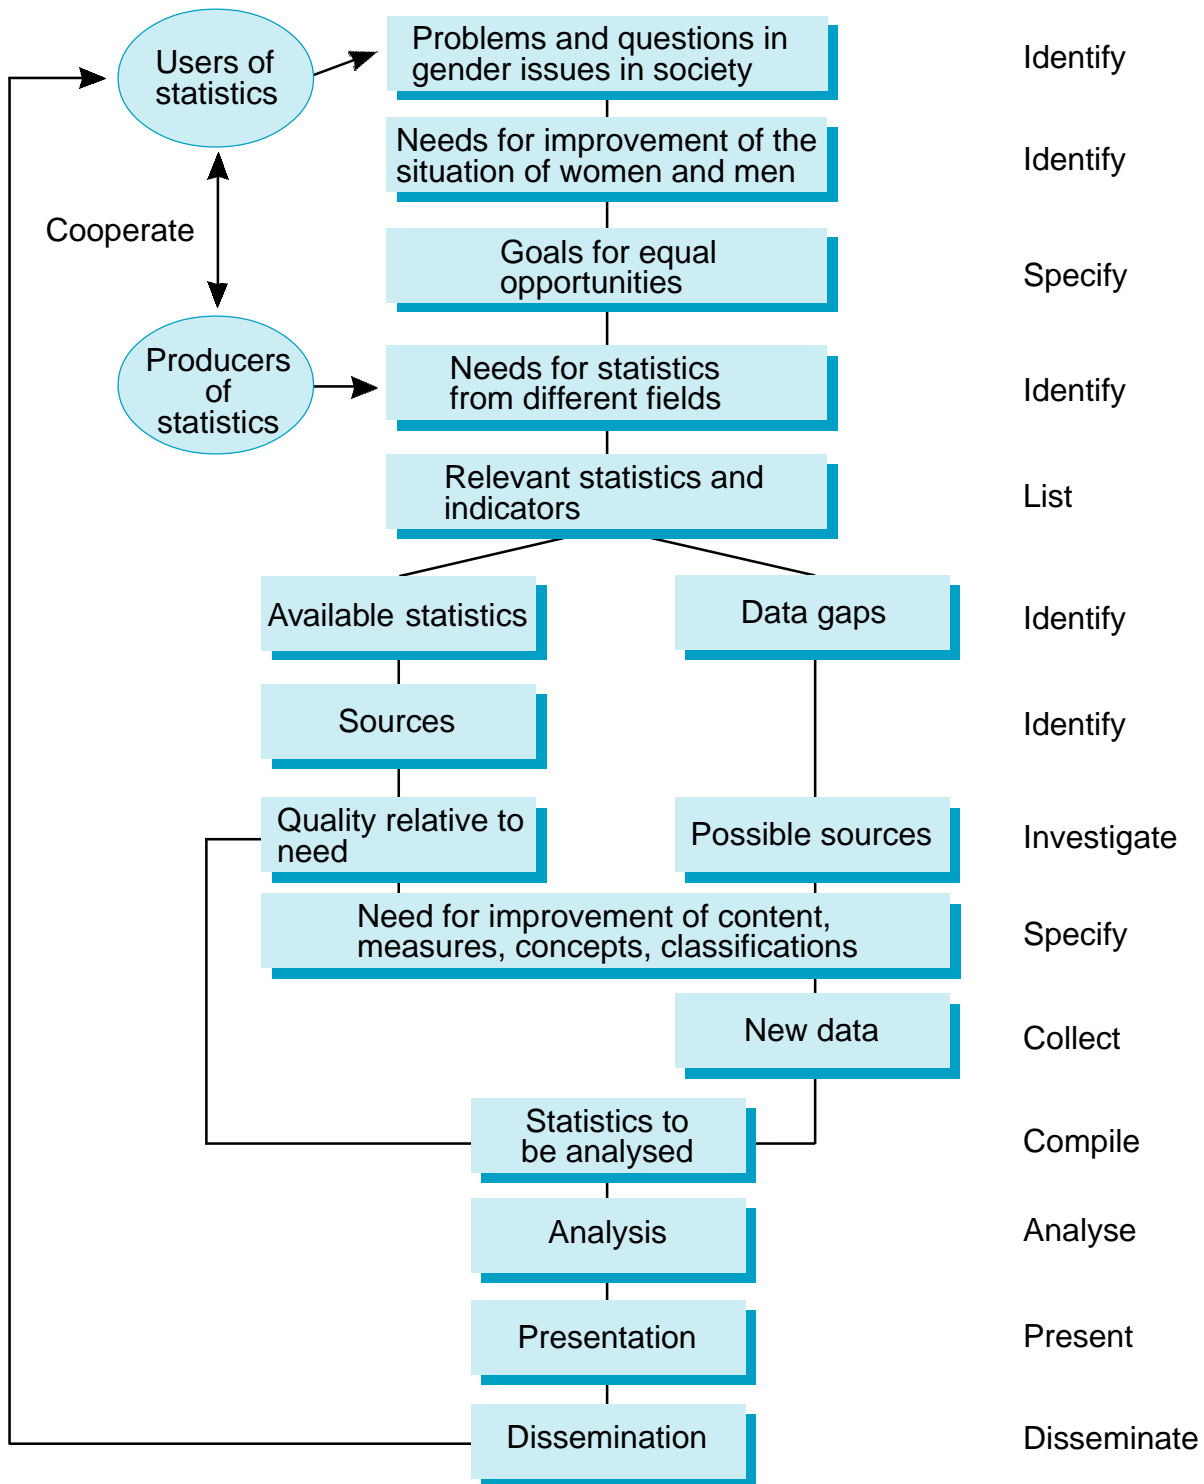 Users of
statistics
Problems and questions in
gender issues in society
Identify
Needs for improvement of the
situation of women and men
Identify
Cooperate
Goals for equal
opportunities
Specify
Producers
of
statistics
Needs for statistics
from different fields
Identify
Relevant statistics and
indicators
List
Available statistics
Data gaps
Identify
Sources
Identify
Quality relative to
need
Possible sources
Investigate
Need for improvement of content,
measures, concepts, classifications
Specify
New data
Collect
Statistics to
be analysed
Compile
Analysis
Analyse
Presentation
Present
Dissemination
Disseminate